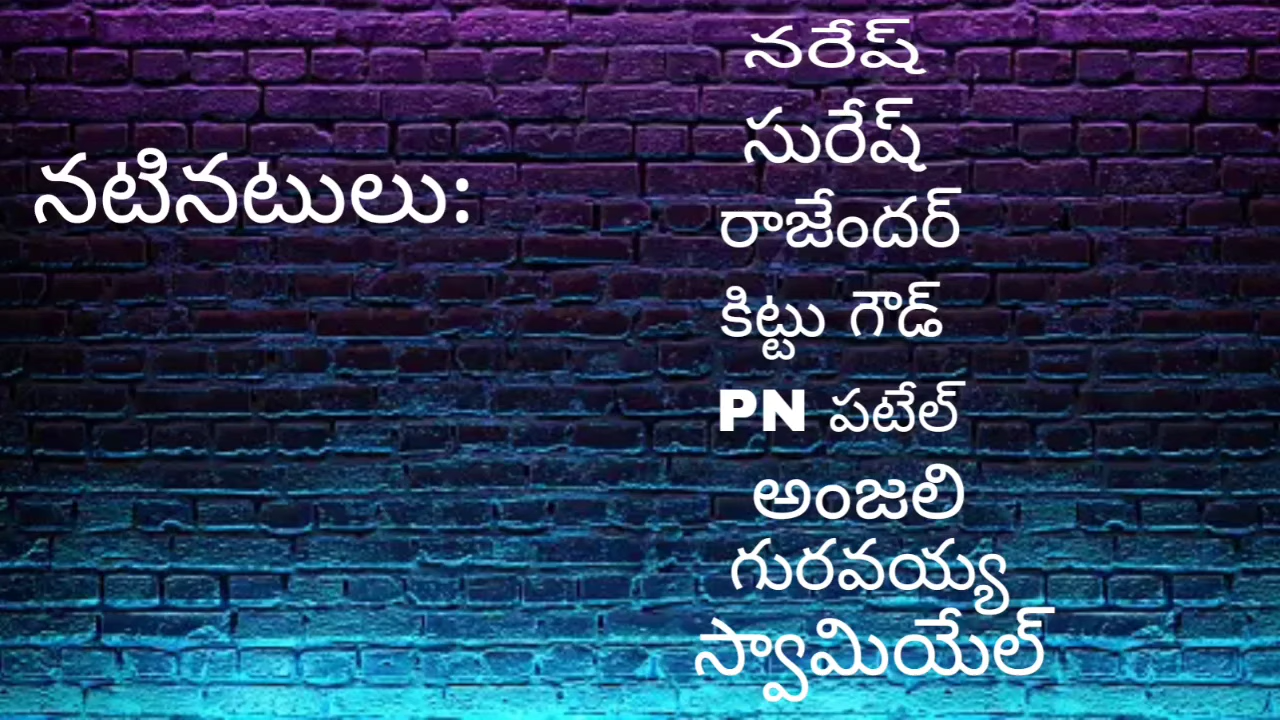 నటినటులు:
నరేష్
సురేష్
రాజేందర్
కిట్టు గౌడ్
PN పటేల్
అంజలి
గురవయ్య
స్వామియేల్